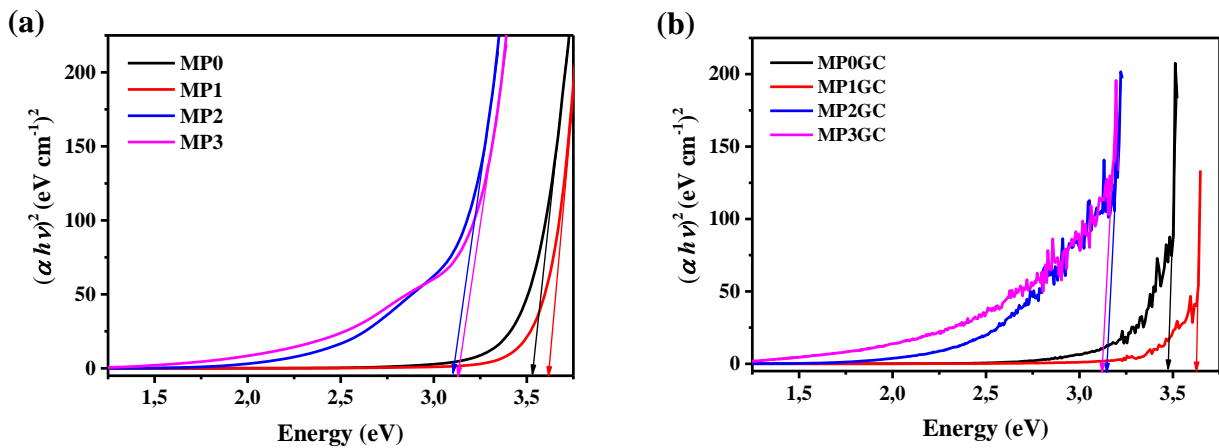 (a)
MP0
MP1
MP2
MP3
200
150
100
50
0
(α hν)² (eV cm⁻¹)²
1,5 2,0 2,5 3,0 3,5
Energy (eV)
(b)
MP0GC
MP1GC
MP2GC
MP3GC
200
150
100
50
0
(α hν)² (eV cm⁻¹)²
1,5 2,0 2,5 3,0 3,5
Energy (eV)